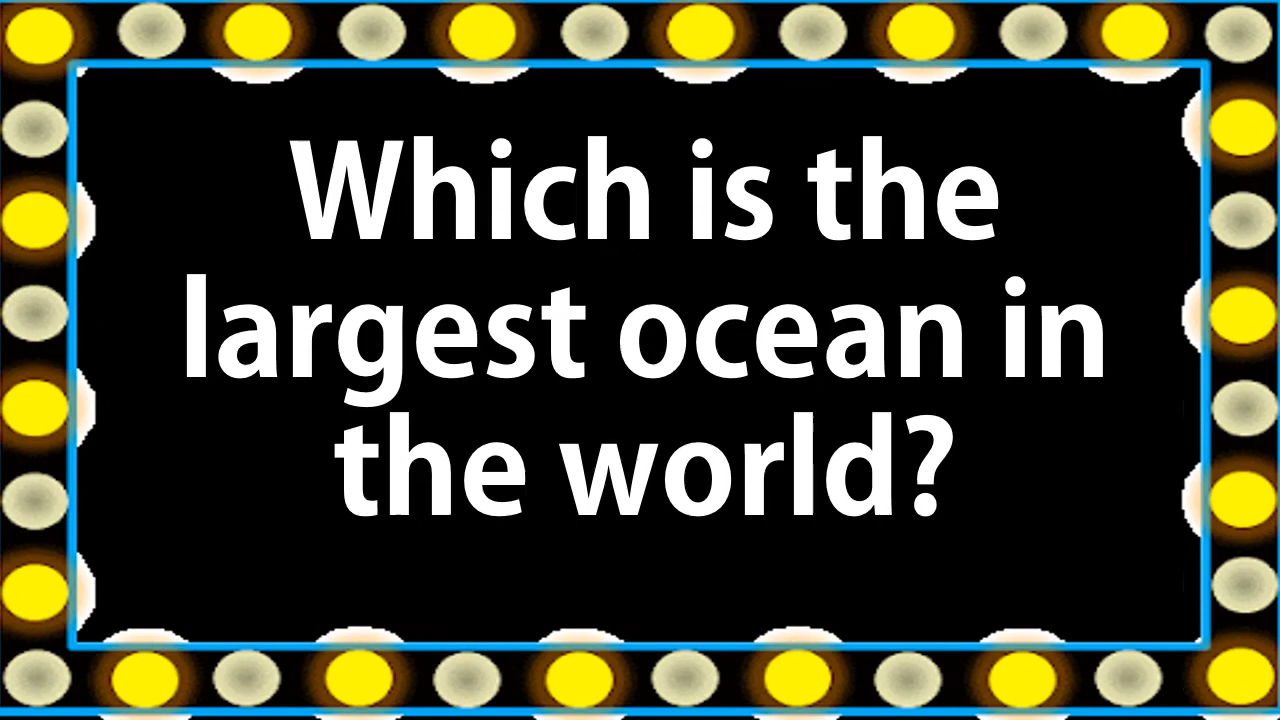 Which is the
largest ocean in
the world?